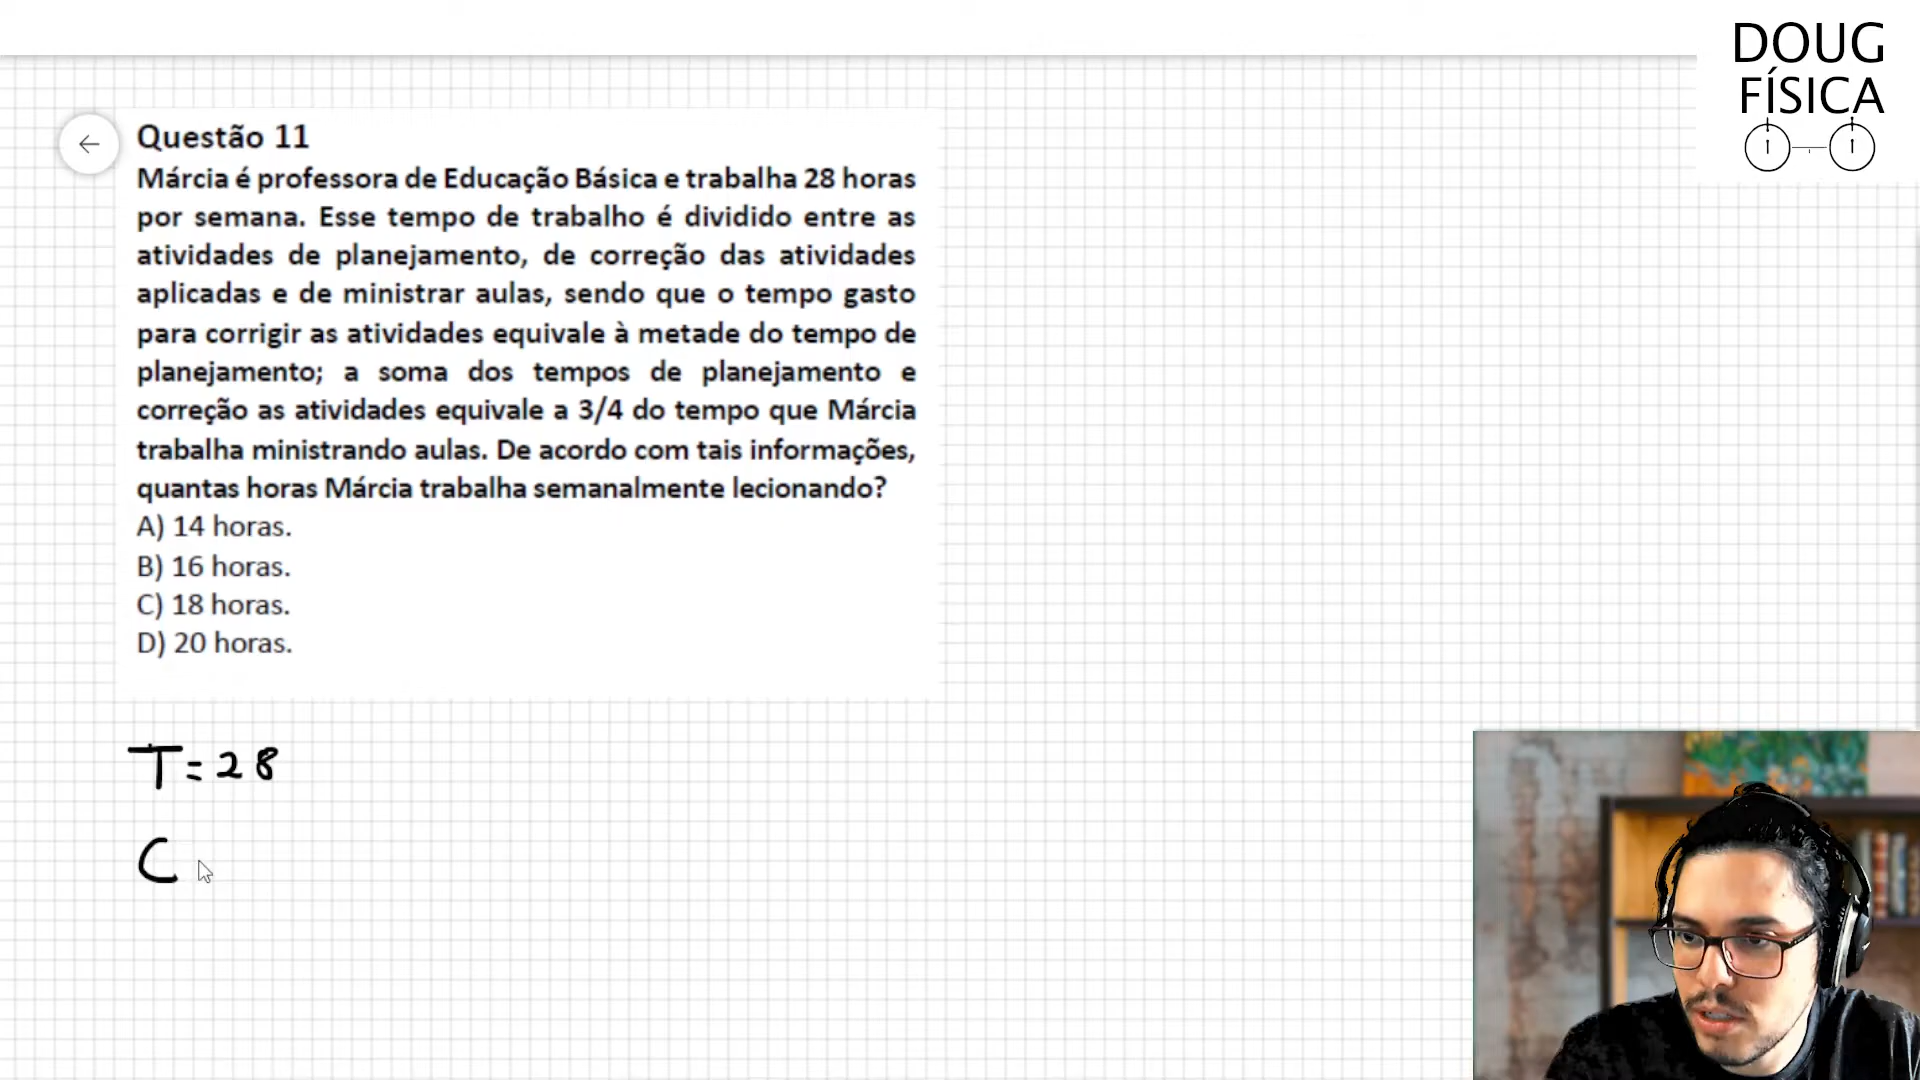 DOUG
FÍSICA
Questão 11
Márcia é professora de Educação Básica e trabalha 28 horas
por semana. Esse tempo de trabalho é dividido entre as
atividades de planejamento, de correção das atividades
aplicadas e de ministrar aulas, sendo que o tempo gasto
para corrigir as atividades equivale à metade do tempo de
planejamento; a soma dos tempos de planejamento e
correção as atividades equivale a 3/4 do tempo que Márcia
trabalha ministrando aulas. De acordo com tais informações,
quantas horas Márcia trabalha semanalmente lecionando?
A) 14 horas.
B) 16 horas.
C) 18 horas.
D) 20 horas.
T=28
C